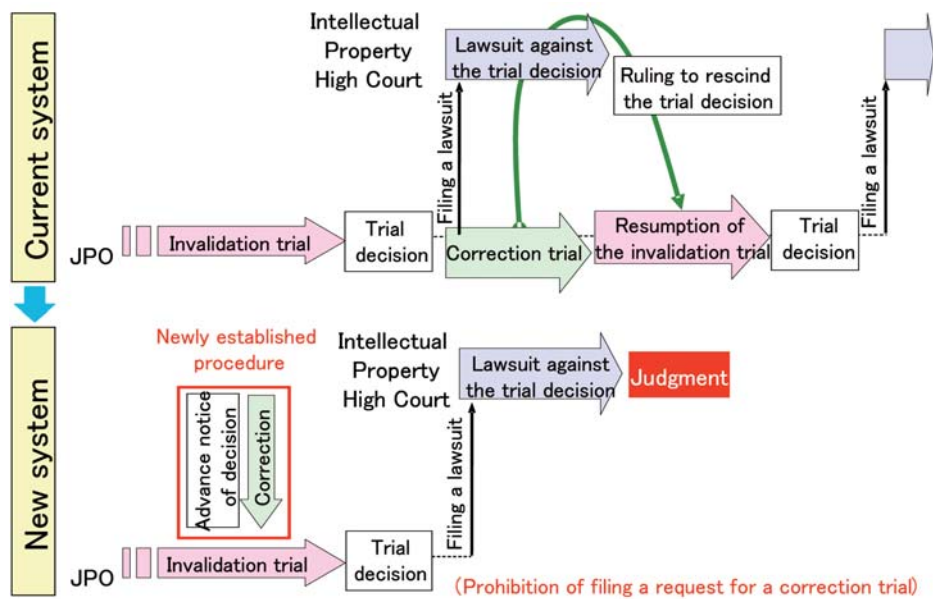 Current system
Intellectual
Property
High Court
Lawsuit against
the trial decision
Ruling to rescind
the trial decision
Filing a lawsuit
Filing a lawsuit
JPO
Invalidation trial
Trial
decision
Correction trial
Resumption of
the invalidation trial
Trial
decision
New system
Newly established
procedure
Advance notice
of decision
Correction
Intellectual
Property
High Court
Lawsuit against
the trial decision
Judgment
Filing a lawsuit
JPO
Invalidation trial
Trial
decision
(Prohibition of filing a request for a correction trial)